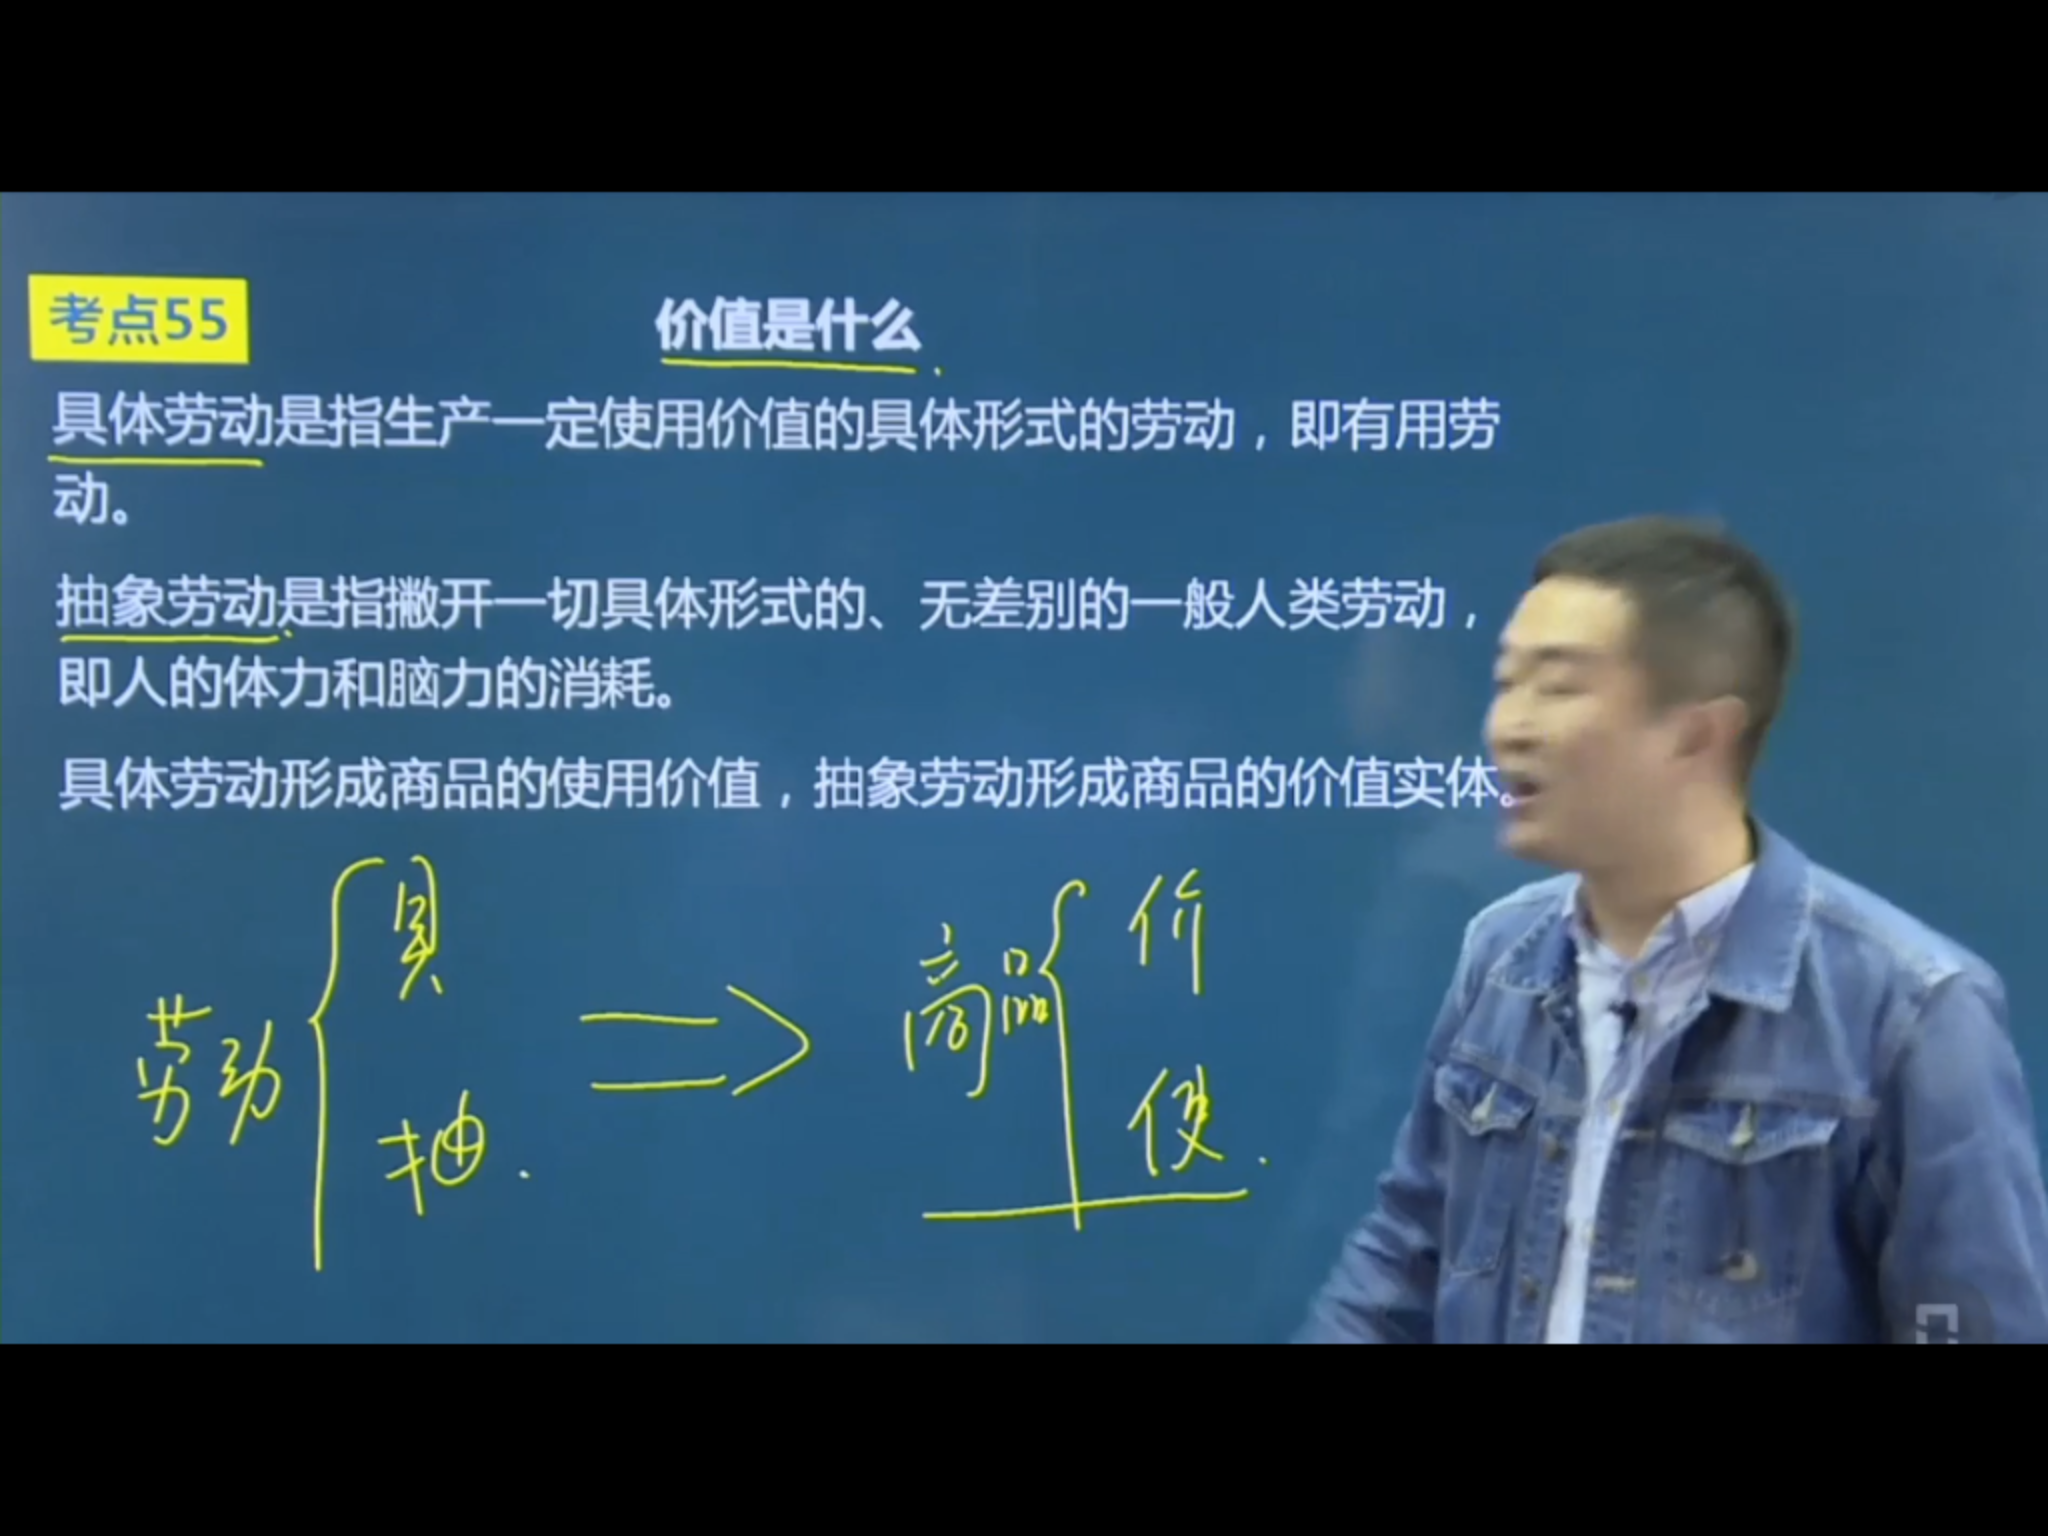 考点55
价值是什么
具体劳动是指生产一定使用价值的具体形式的劳动，即有用劳
动。
抽象劳动是指撇开一切具体形式的、无差别的一般人类劳动，
即人的体力和脑力的消耗。
具体劳动形成商品的使用价值，抽象劳动形成商品的价值实体。
劳动 { 具
抽.
商品 { 价
使.